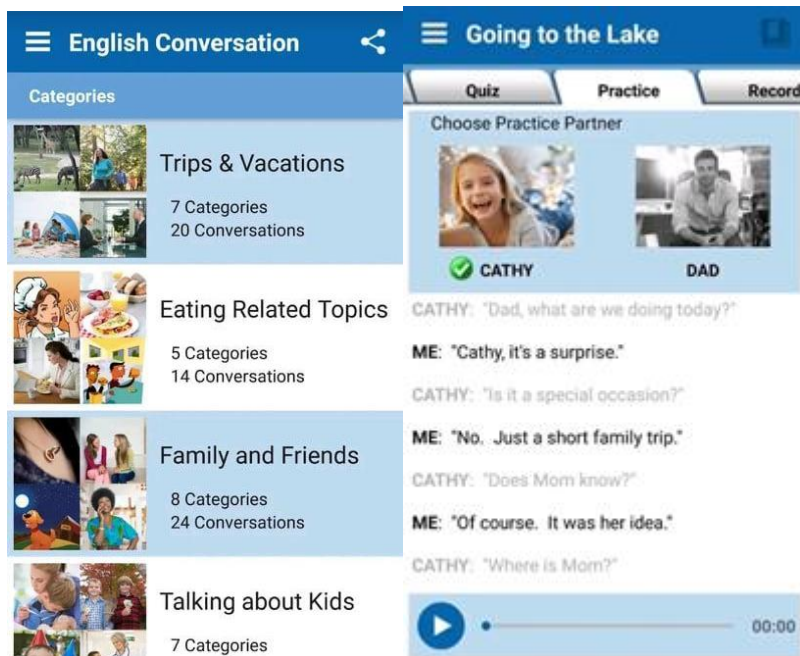 English Conversation
Categories
Trips & Vacations
7 Categories
20 Conversations
Eating Related Topics
5 Categories
14 Conversations
Family and Friends
8 Categories
24 Conversations
Talking about Kids
7 Categories
Going to the Lake
Quiz
Practice
Record
Choose Practice Partner
CATHY
DAD
CATHY: "Dad, what are we doing today?"
ME: "Cathy, it's a surprise."
CATHY: "Is it a special occasion?"
ME: "No. Just a short family trip."
CATHY: "Does Mom know?"
ME: "Of course. It was her idea."
CATHY: "Where is Mom?"
00:00